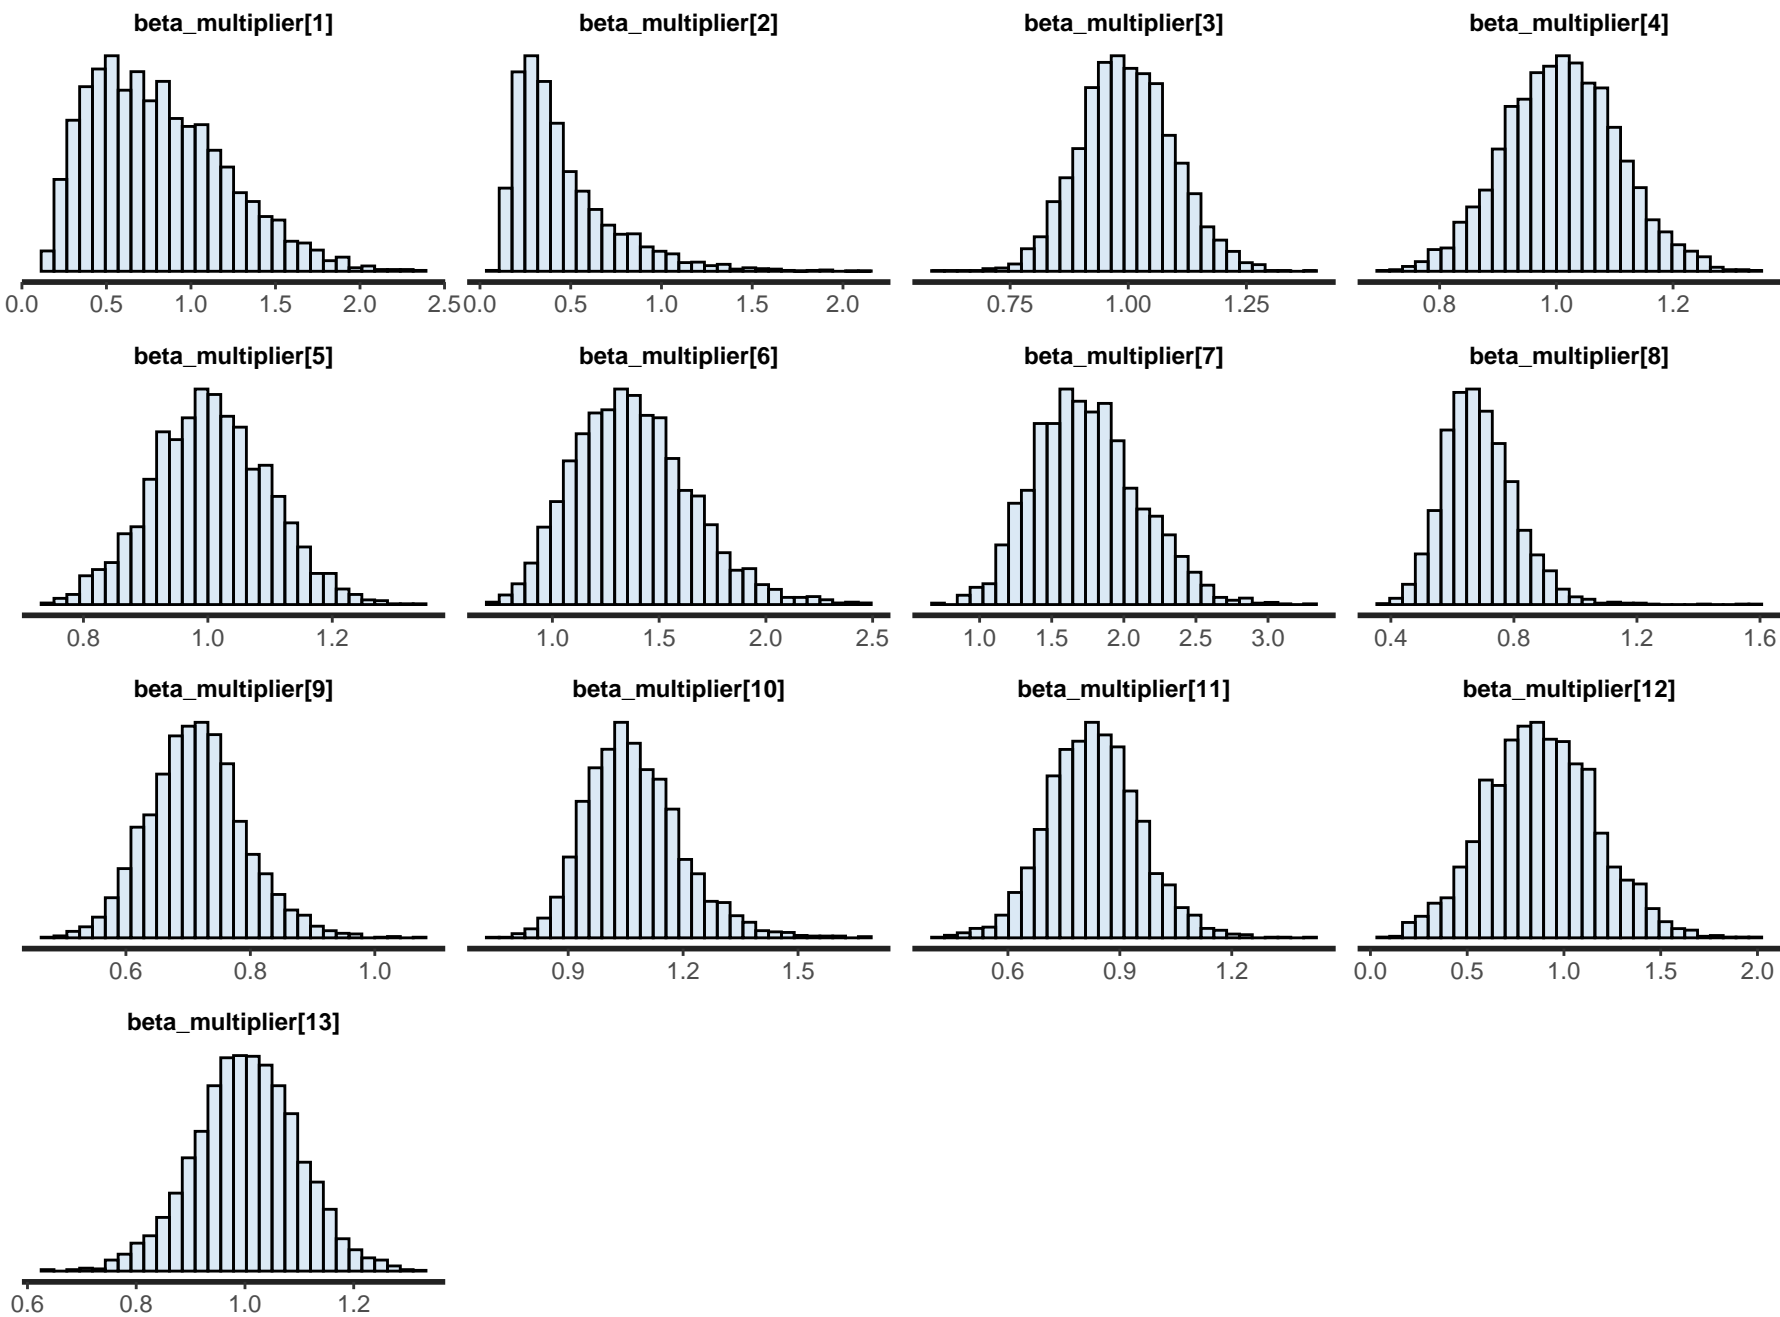 beta_multiplier[1] beta_multiplier[2] beta_multiplier[3] beta_multiplier[4]
0.0 0.5 1.0 1.5 2.0 2.5 0.0 0.5 1.0 1.5 2.0 0.75 1.00 1.25 0.8 1.0 1.2
beta_multiplier[5] beta_multiplier[6] beta_multiplier[7] beta_multiplier[8]
0.8 1.0 1.2 1.0 1.5 2.0 2.5 1.0 1.5 2.0 2.5 3.0 0.4 0.8 1.2 1.6
beta_multiplier[9] beta_multiplier[10] beta_multiplier[11] beta_multiplier[12]
0.6 0.8 1.0 0.9 1.2 1.5 0.6 0.9 1.2 0.0 0.5 1.0 1.5 2.0
beta_multiplier[13]
0.6 0.8 1.0 1.2